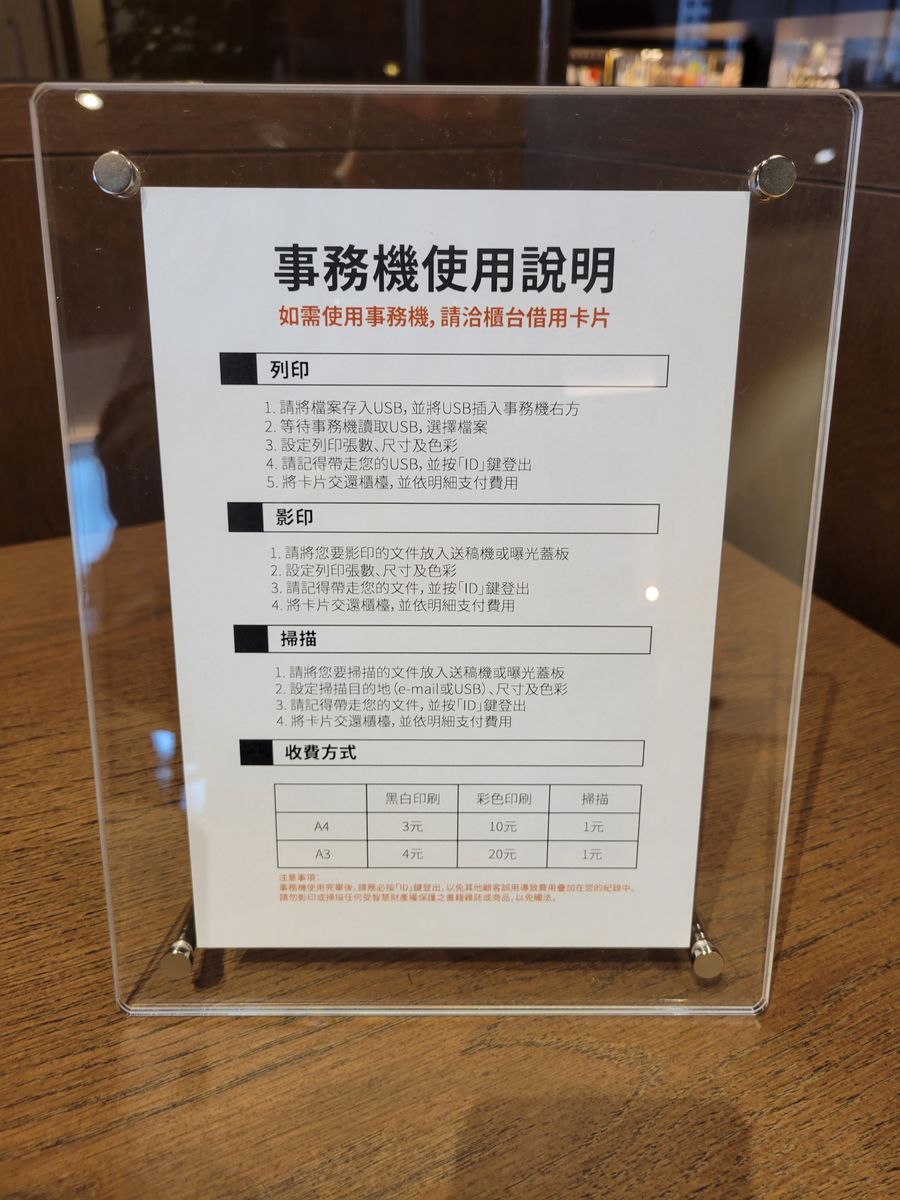 事務機使用說明
如需使用事務機, 請洽櫃台借用卡片
列印
1. 請將檔案存入USB, 並將USB插入事務機右方
2. 等待事務機讀取USB, 選擇檔案
3. 設定列印張數、尺寸及色彩
4. 請記得帶走您的USB, 並按「ID」鍵登出
5. 將卡片交還櫃檯, 並依明細支付費用
影印
1. 請將您要影印的文件放入送稿機或曝光蓋板
2. 設定列印張數、尺寸及色彩
3. 請記得帶走您的文件, 並按「ID」鍵登出
4. 將卡片交還櫃檯, 並依明細支付費用
掃描
1. 請將您要掃描的文件放入送稿機或曝光蓋板
2. 設定掃描目的地（e-mail或USB）、尺寸及色彩
3. 請記得帶走您的文件, 並按「ID」鍵登出
4. 將卡片交還櫃檯, 並依明細支付費用
收費方式
黑白印刷 彩色印刷 掃描
A4 3元 10元 1元
A3 4元 20元 1元
注意事項:
事務機使用完畢後, 請務必按「ID」鍵登出, 以免其他顧客誤用導致費用疊加在您的紀錄中。
請勿影印或掃描任何受智慧財產權保護之書籍雜誌或商品, 以免觸法。